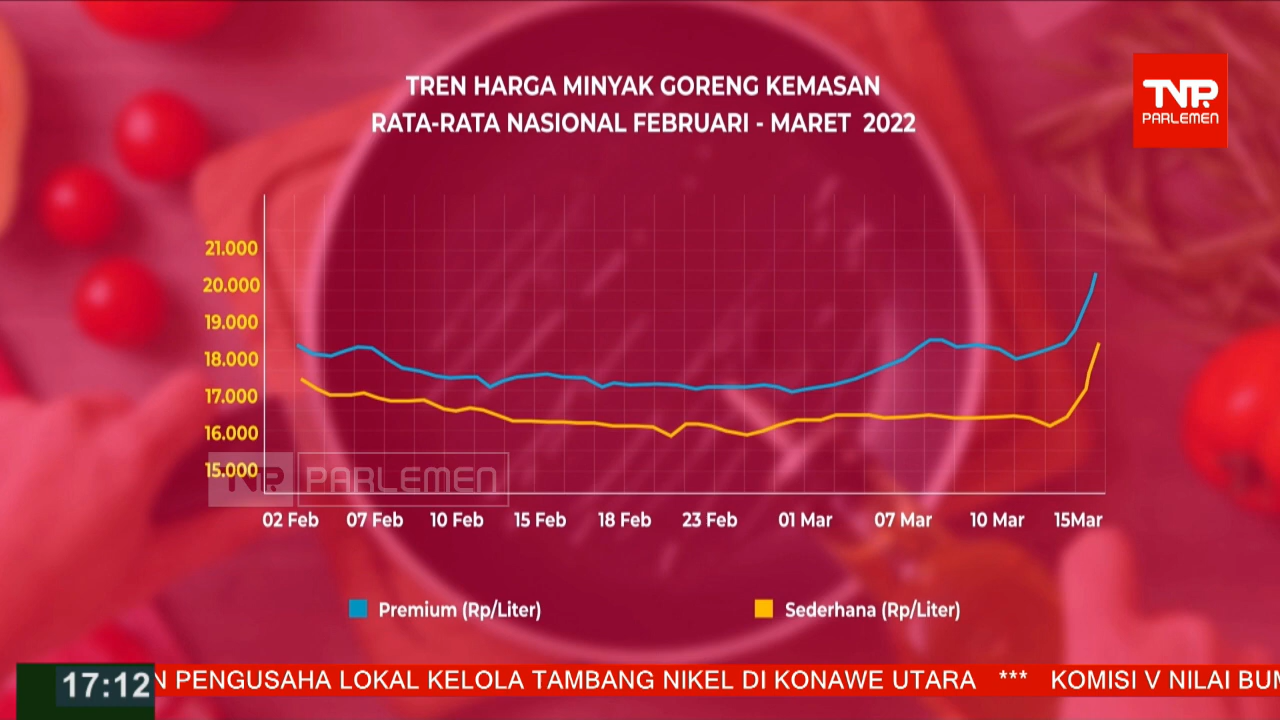 TREN HARGA MINYAK GORENG KEMASAN
RATA-RATA NASIONAL FEBRUARI - MARET 2022
TVP.
PARLEMEN
21.000
20.000
19.000
18.000
17.000
16.000
15.000
PARLEMEN
02 Feb 07 Feb 10 Feb 15 Feb 18 Feb 23 Feb 01 Mar 07 Mar 10 Mar 15Mar
Premium (Rp/Liter) Sederhana (Rp/Liter)
17:12 N PENGUSAHA LOKAL KELOLA TAMBANG NIKEL DI KONAWE UTARA *** KOMISI V NILAI BUM